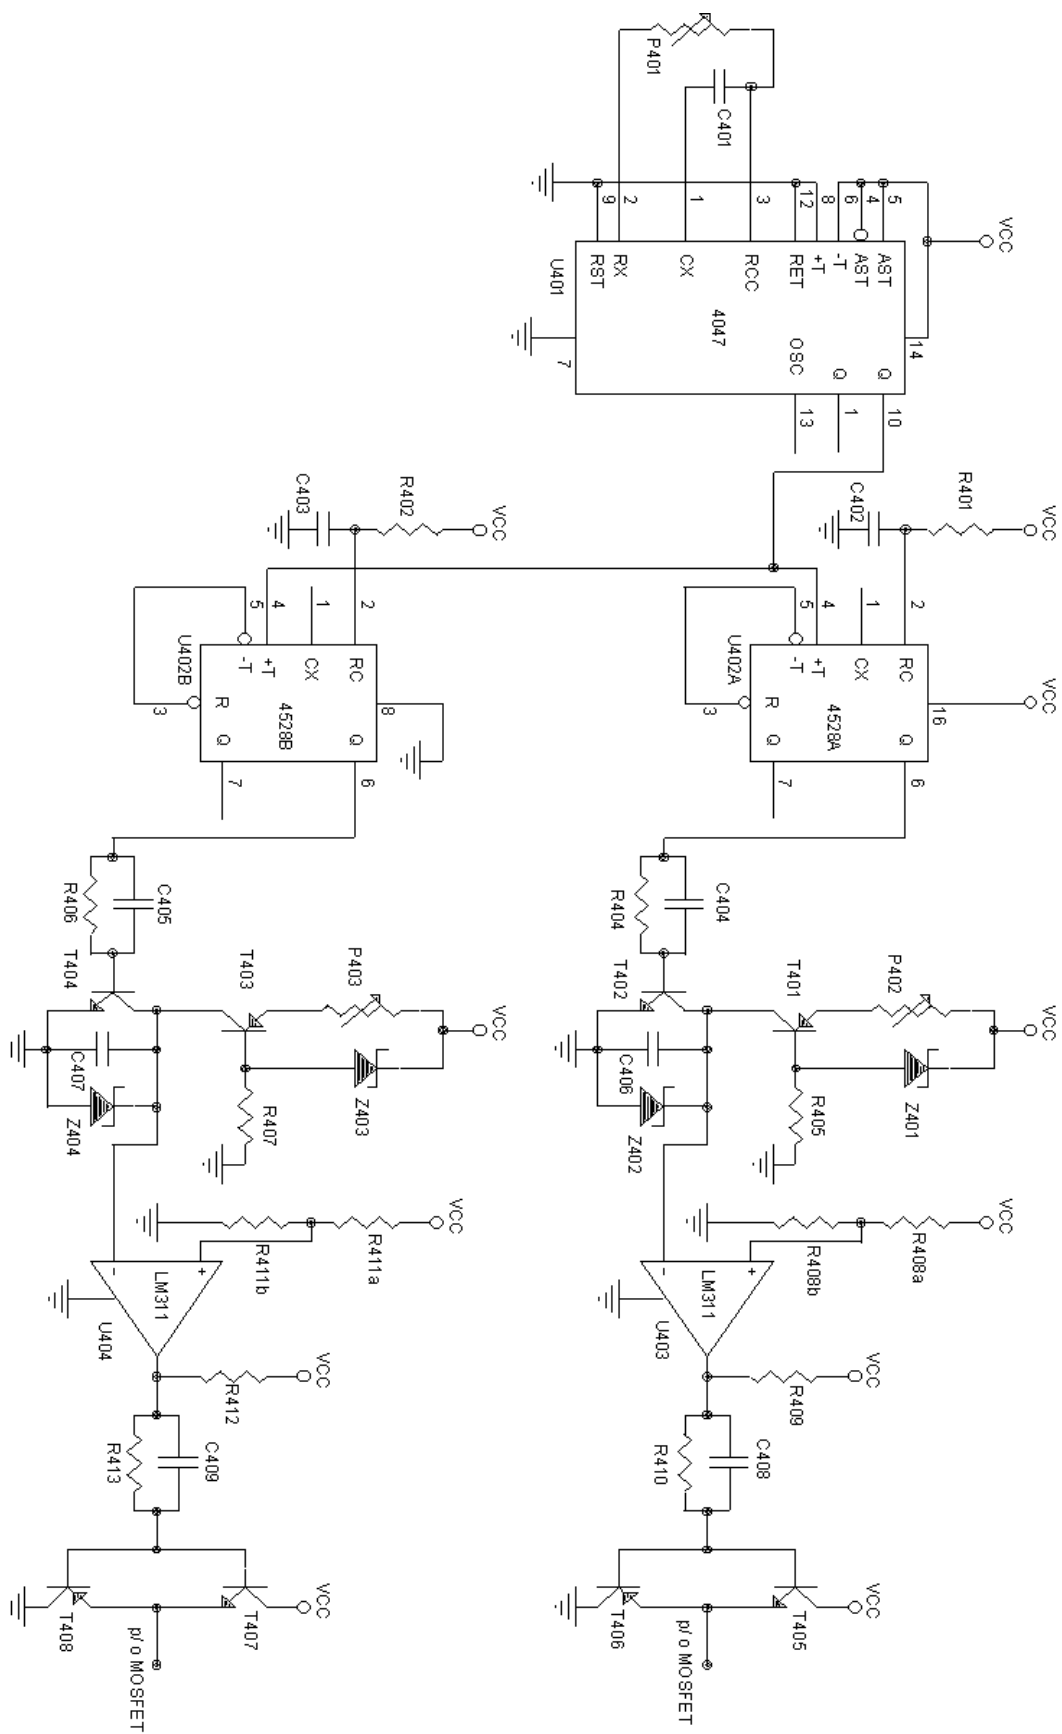 VCC
P401
C401
9
2
1
3
12
8
6
4
5
RST
RX
CX
RCC
RET
+T
-T
AST
AST
U401
4047
OSC
Q
Q
7
14
13
1
10
VCC
R401
C402
2
1
4
5
RC
CX
+T
-T
U402A
4528A
R
Q
Q
3
16
VCC
7
6
C404
R404
T402
T401
P402
VCC
C406
Z402
Z401
R405
VCC
R408a
R408b
+
-
LM311
U403
VCC
R409
C408
R410
VCC
T405
T406
p/o MOSFET
VCC
R402
C403
2
1
4
5
RC
CX
+T
-T
U402B
4528B
R
Q
Q
3
8
7
6
C405
R406
T404
T403
P403
VCC
C407
Z404
Z403
R407
VCC
R411a
R411b
+
-
LM311
U404
VCC
R412
C409
R413
VCC
T407
T408
p/o MOSFET